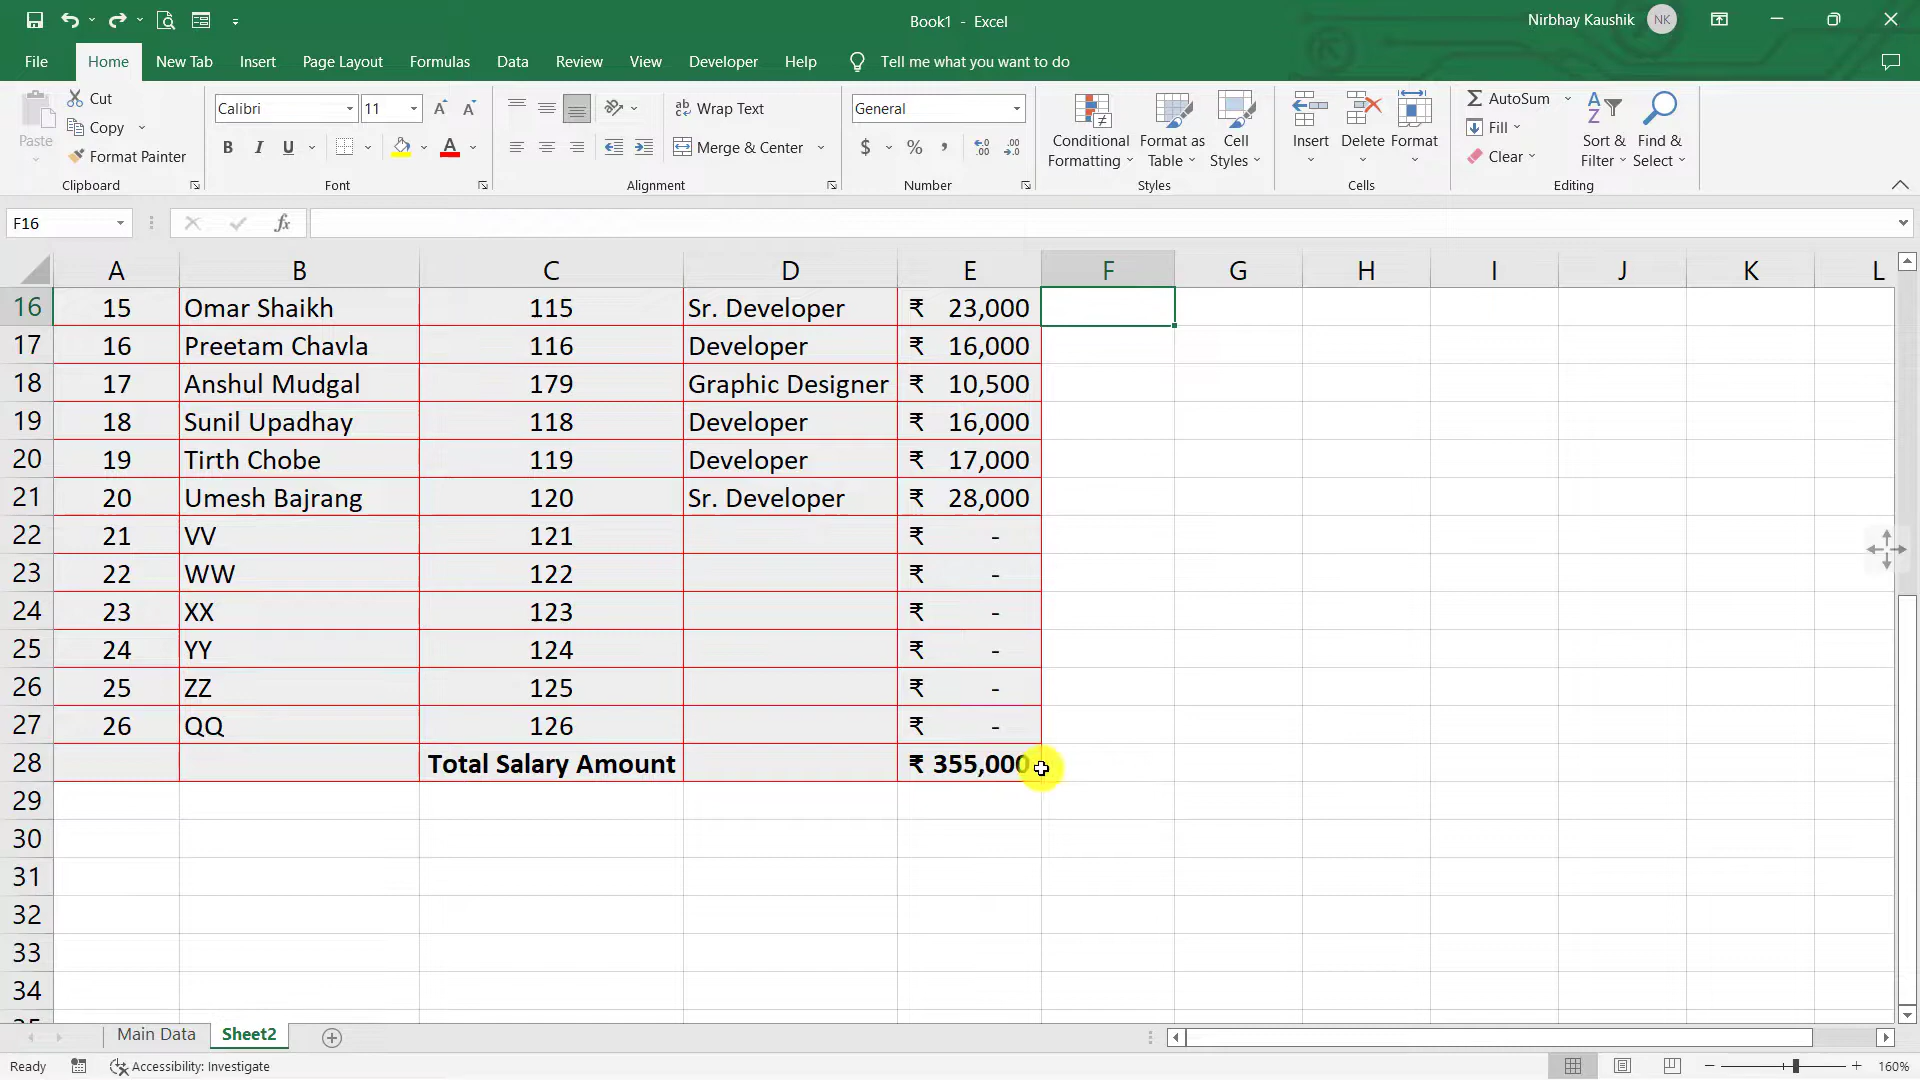 Book1 - Excel
Nirbhay Kaushik NK
File Home New Tab Insert Page Layout Formulas Data Review View Developer Help Tell me what you want to do
Paste
Cut
Copy
Format Painter
Clipboard
Calibri 11
B I U
Font
Wrap Text
Merge & Center
Alignment
General
$ % ,
Number
Conditional Formatting
Format as Table
Cell Styles
Styles
Insert
Delete
Format
Cells
AutoSum
Fill
Clear
Sort & Filter
Find & Select
Editing
F16
fx
A B C D E F G H I J K L
16 15 Omar Shaikh 115 Sr. Developer ₹ 23,000
17 16 Preetam Chavla 116 Developer ₹ 16,000
18 17 Anshul Mudgal 179 Graphic Designer ₹ 10,500
19 18 Sunil Upadhay 118 Developer ₹ 16,000
20 19 Tirth Chobe 119 Developer ₹ 17,000
21 20 Umesh Bajrang 120 Sr. Developer ₹ 28,000
22 21 VV 121 ₹ -
23 22 WW 122 ₹ -
24 23 XX 123 ₹ -
25 24 YY 124 ₹ -
26 25 ZZ 125 ₹ -
27 26 QQ 126 ₹ -
28 Total Salary Amount ₹ 355,000
29
30
31
32
33
34
Main Data Sheet2
Ready Accessibility: Investigate 160%